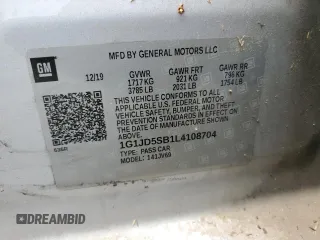 MFD BY GENERAL MOTORS LLC
GM
12/19 GVWR GAWR FRT GAWR RR
1717 KG 921 KG 796 KG
3785 LB 2031 LB 1754 LB
THIS VEHICLE CONFORMS TO ALL
APPLICABLE U.S. FEDERAL MOTOR VEHICLE
SAFETY, BUMPER, AND THEFT PREVENTION
STANDARDS IN EFFECT ON THE DATE OF
MANUFACTURE SHOWN
ABOVE.
1G1JD5SB1L4108704
TYPE: PASS CAR
MODEL: 141JV69
DREAMBID